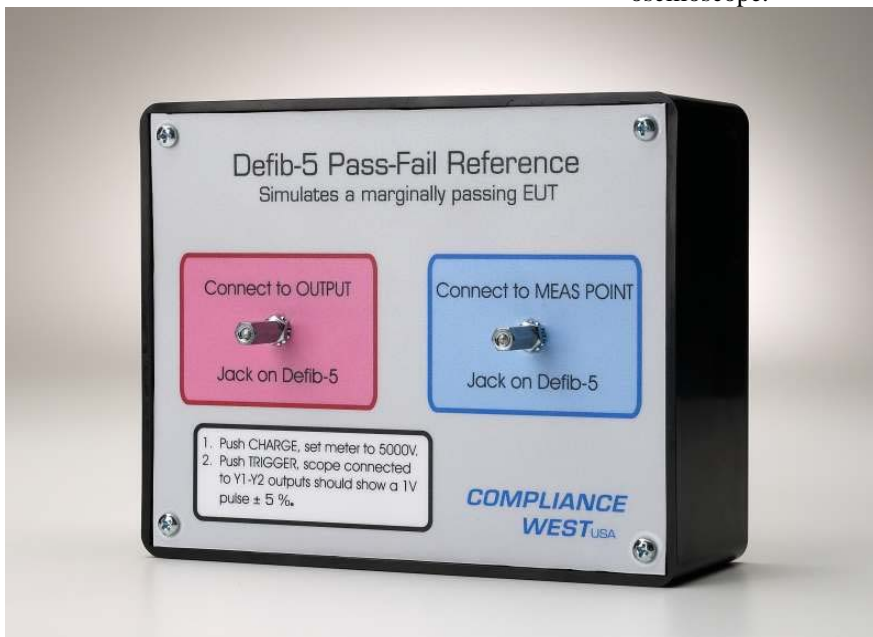 Defib-5 Pass-Fail Reference
Simulates a marginally passing EUT
Connect to OUTPUT
Jack on Defib-5
Connect to MEAS POINT
Jack on Defib-5
1. Push CHARGE, set meter to 5000V.
2. Push TRIGGER, scope connected
to Y1-Y2 outputs should show a 1V
pulse ± 5 %.
COMPLIANCE
WEST USA